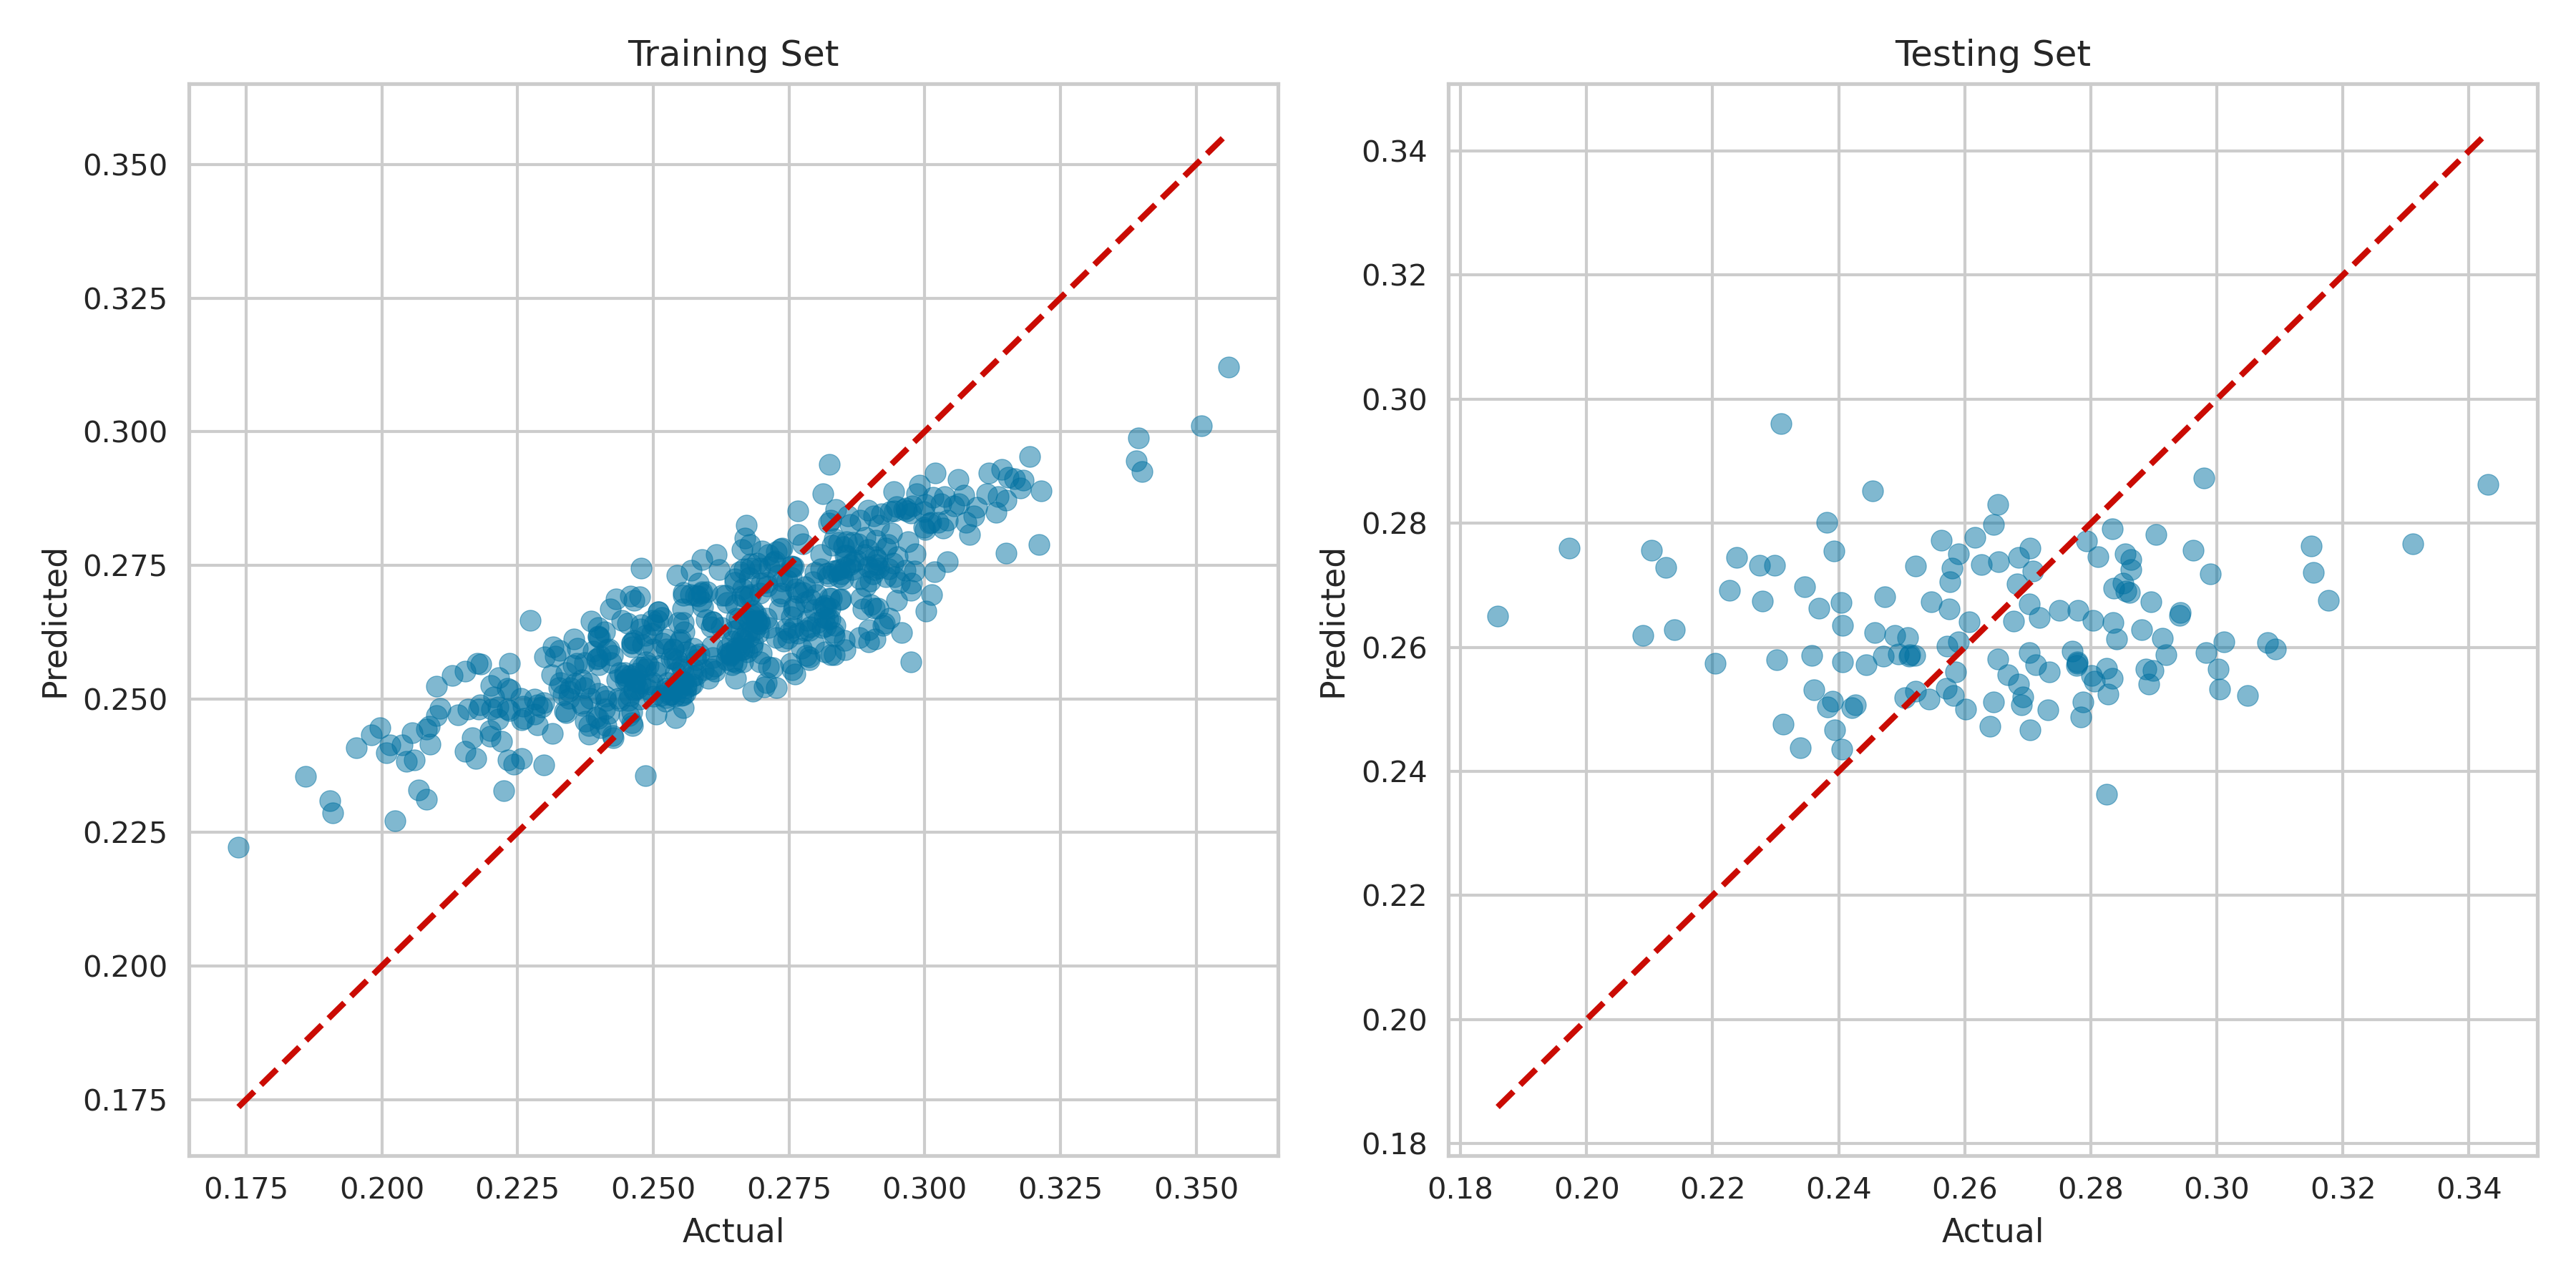 Training Set
Predicted
0.350
0.325
0.300
0.275
0.250
0.225
0.200
0.175
0.175 0.200 0.225 0.250 0.275 0.300 0.325 0.350
Actual
Testing Set
Predicted
0.34
0.32
0.30
0.28
0.26
0.24
0.22
0.20
0.18
0.18 0.20 0.22 0.24 0.26 0.28 0.30 0.32 0.34
Actual